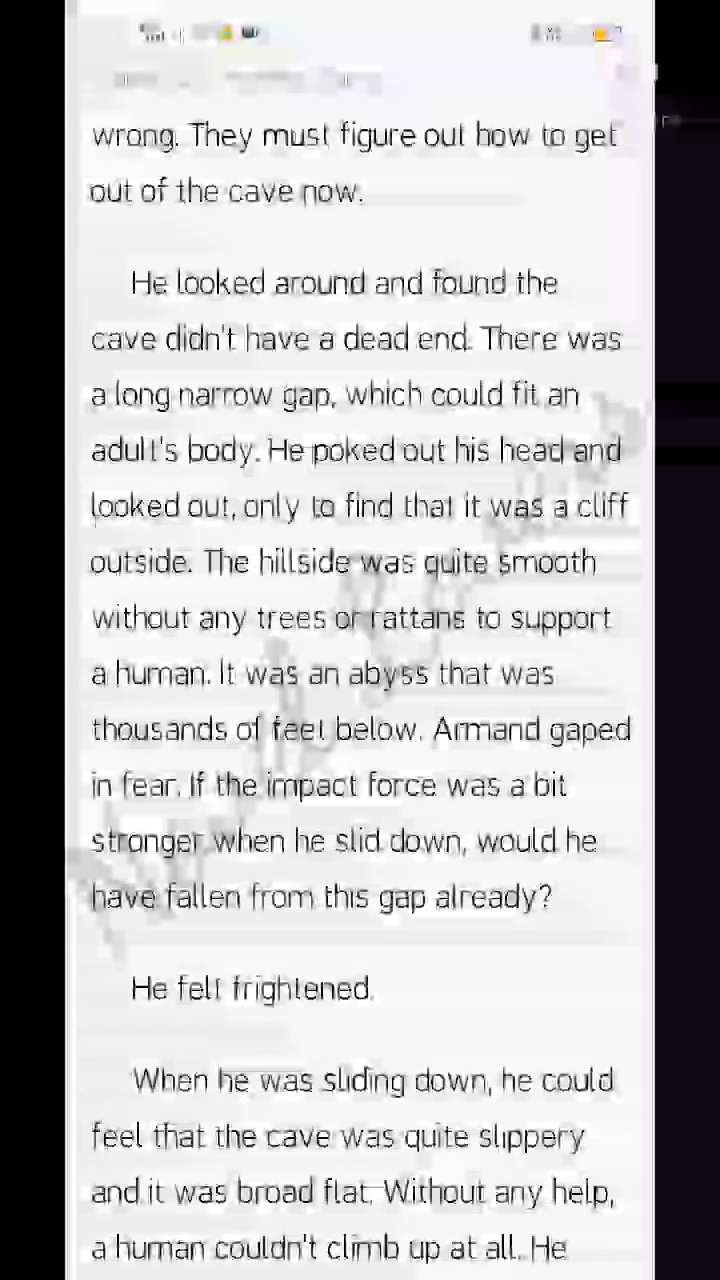 wrong. They must figure out how to get
out of the cave now.
He looked around and found the
cave didn't have a dead end. There was
a long narrow gap, which could fit an
adult's body. He poked out his head and
looked out, only to find that it was a cliff
outside. The hillside was quite smooth
without any trees or rattans to support
a human. It was an abyss that was
thousands of feet below. Armand gaped
in fear. If the impact force was a bit
stronger when he slid down, would he
have fallen from this gap already?
He felt frightened.
When he was sliding down, he could
feel that the cave was quite slippery
and it was broad flat. Without any help,
a human couldn't climb up at all. He